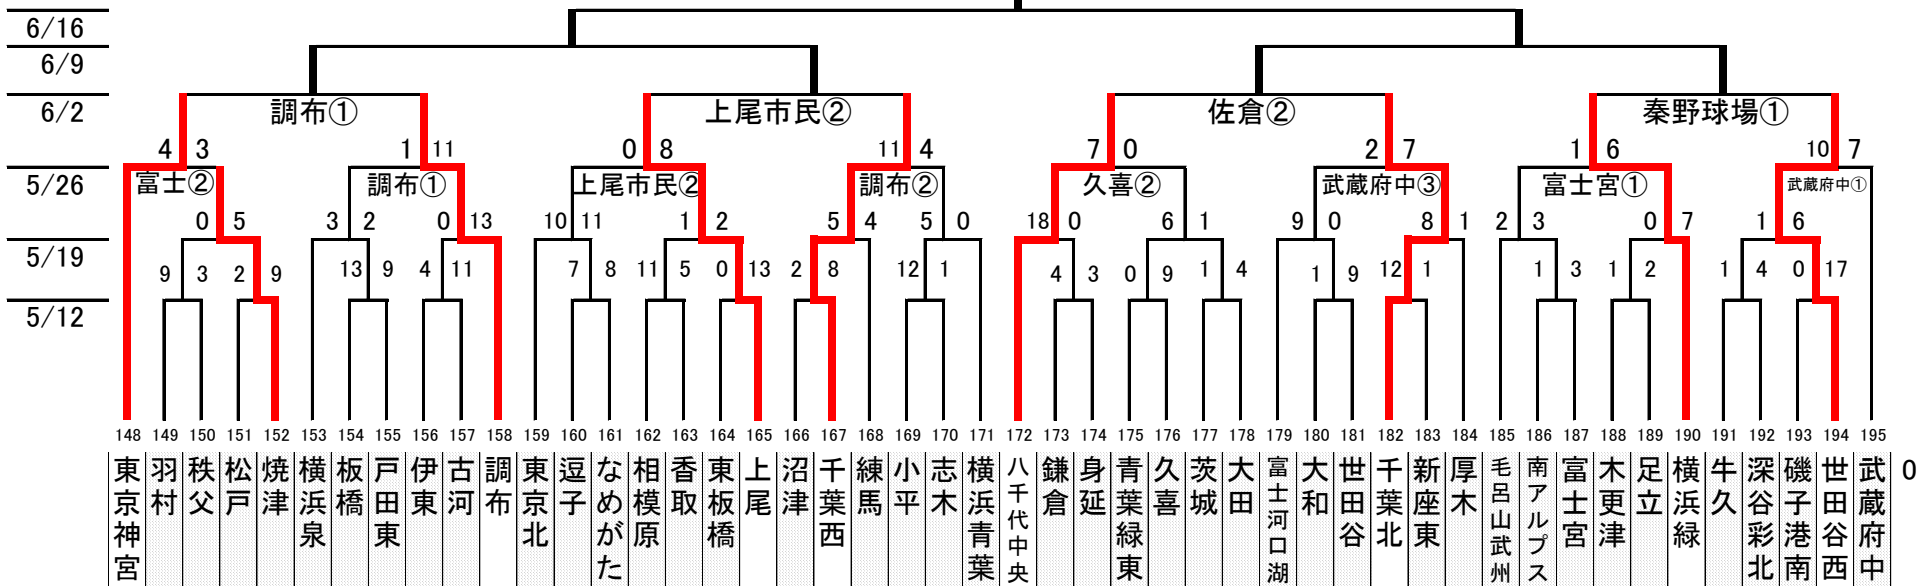 6/16
6/9
6/2
調布①
上尾市民②
佐倉②
秦野球場①
4 3 1 11 0 8 11 4 7 0 2 7 1 6 10 7
5/26
富士②
調布①
上尾市民②
調布②
久喜②
武蔵府中③
富士宮①
武蔵府中①
0 5 3 2 0 13 10 11 1 2 5 4 5 0 18 0 6 1 9 0 8 1 2 3 0 7 1 6
5/19
9 3 2 9 13 9 4 11 7 8 11 5 0 13 2 8 12 1 4 3 0 9 1 4 1 9 12 1 1 3 1 2 1 4 0 17
5/12
148 149 150 151 152 153 154 155 156 157 158 159 160 161 162 163 164 165 166 167 168 169 170 171 172 173 174 175 176 177 178 179 180 181 182 183 184 185 186 187 188 189 190 191 192 193 194 195
東京神宮
羽村
秩父
松戸
焼津
横浜泉
板橋
戸田東
伊東
古河
調布
東京北
逗子
なめがた
相模原
香取
東板橋
上尾
沼津
千葉西
練馬
小平
志木
横浜青葉
八千代中央
鎌倉
身延
青葉緑東
久喜
茨城
大田
富士河口湖
大和
世田谷
千葉北
新座東
厚木
毛呂山武州
南アルプス
富士宮
木更津
足立
横浜緑
牛久
深谷彩北
磯子港南
世田谷西
武蔵府中
0